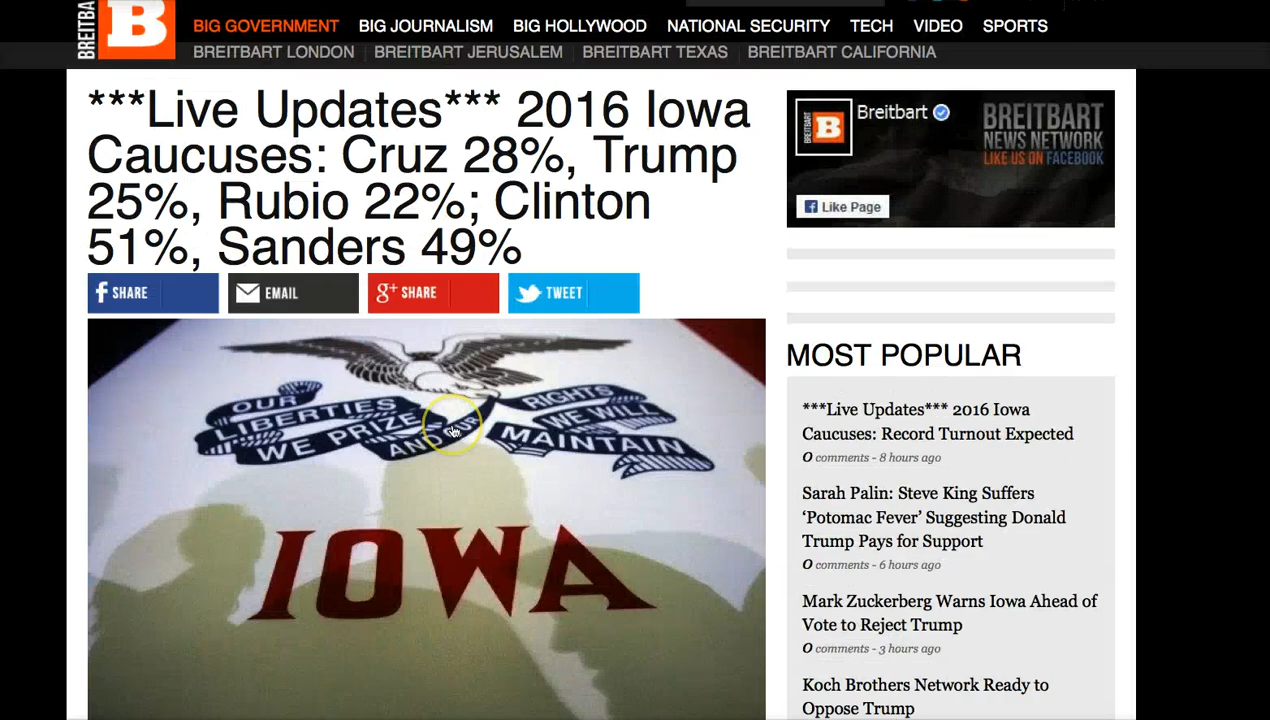 BREITBA
B
BIG GOVERNMENT BIG JOURNALISM BIG HOLLYWOOD NATIONAL SECURITY TECH VIDEO SPORTS
BREITBART LONDON BREITBART JERUSALEM BREITBART TEXAS BREITBART CALIFORNIA
***Live Updates*** 2016 Iowa
Caucuses: Cruz 28%, Trump
25%, Rubio 22%; Clinton
51%, Sanders 49%
f SHARE EMAIL g+ SHARE TWEET
OUR
LIBERTIES
WE PRIZE
AND OUR
RIGHTS
WE WILL
MAINTAIN
IOWA
B
Breitbart
BREITBART
NEWS NETWORK
LIKE US ON FACEBOOK
Like Page
MOST POPULAR
***Live Updates*** 2016 Iowa
Caucuses: Record Turnout Expected
0 comments - 8 hours ago
Sarah Palin: Steve King Suffers
‘Potomac Fever’ Suggesting Donald
Trump Pays for Support
0 comments - 6 hours ago
Mark Zuckerberg Warns Iowa Ahead of
Vote to Reject Trump
0 comments - 3 hours ago
Koch Brothers Network Ready to
Oppose Trump